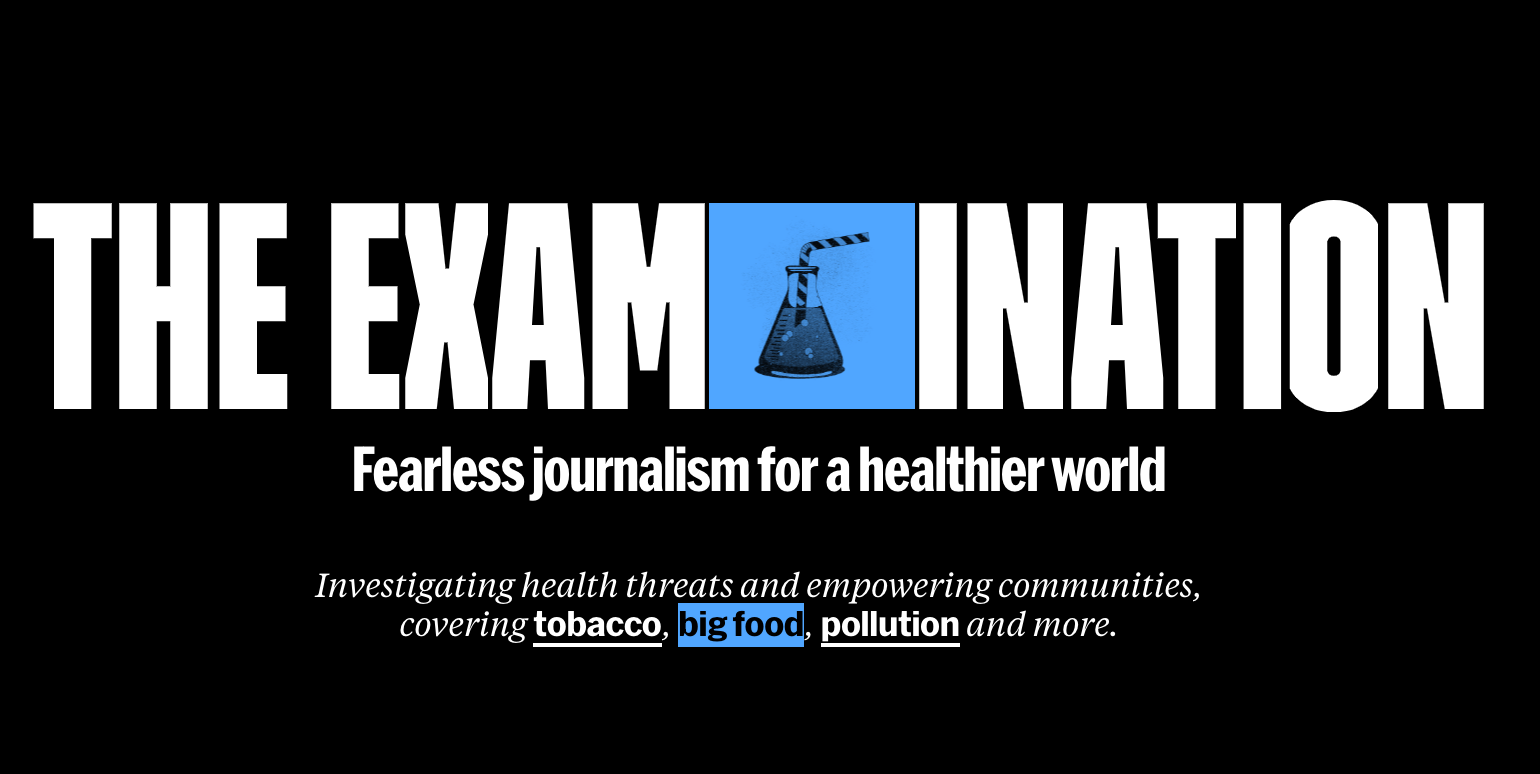 THE EXAMINATION
Fearless journalism for a healthier world
Investigating health threats and empowering communities,
covering tobacco, big food, pollution and more.